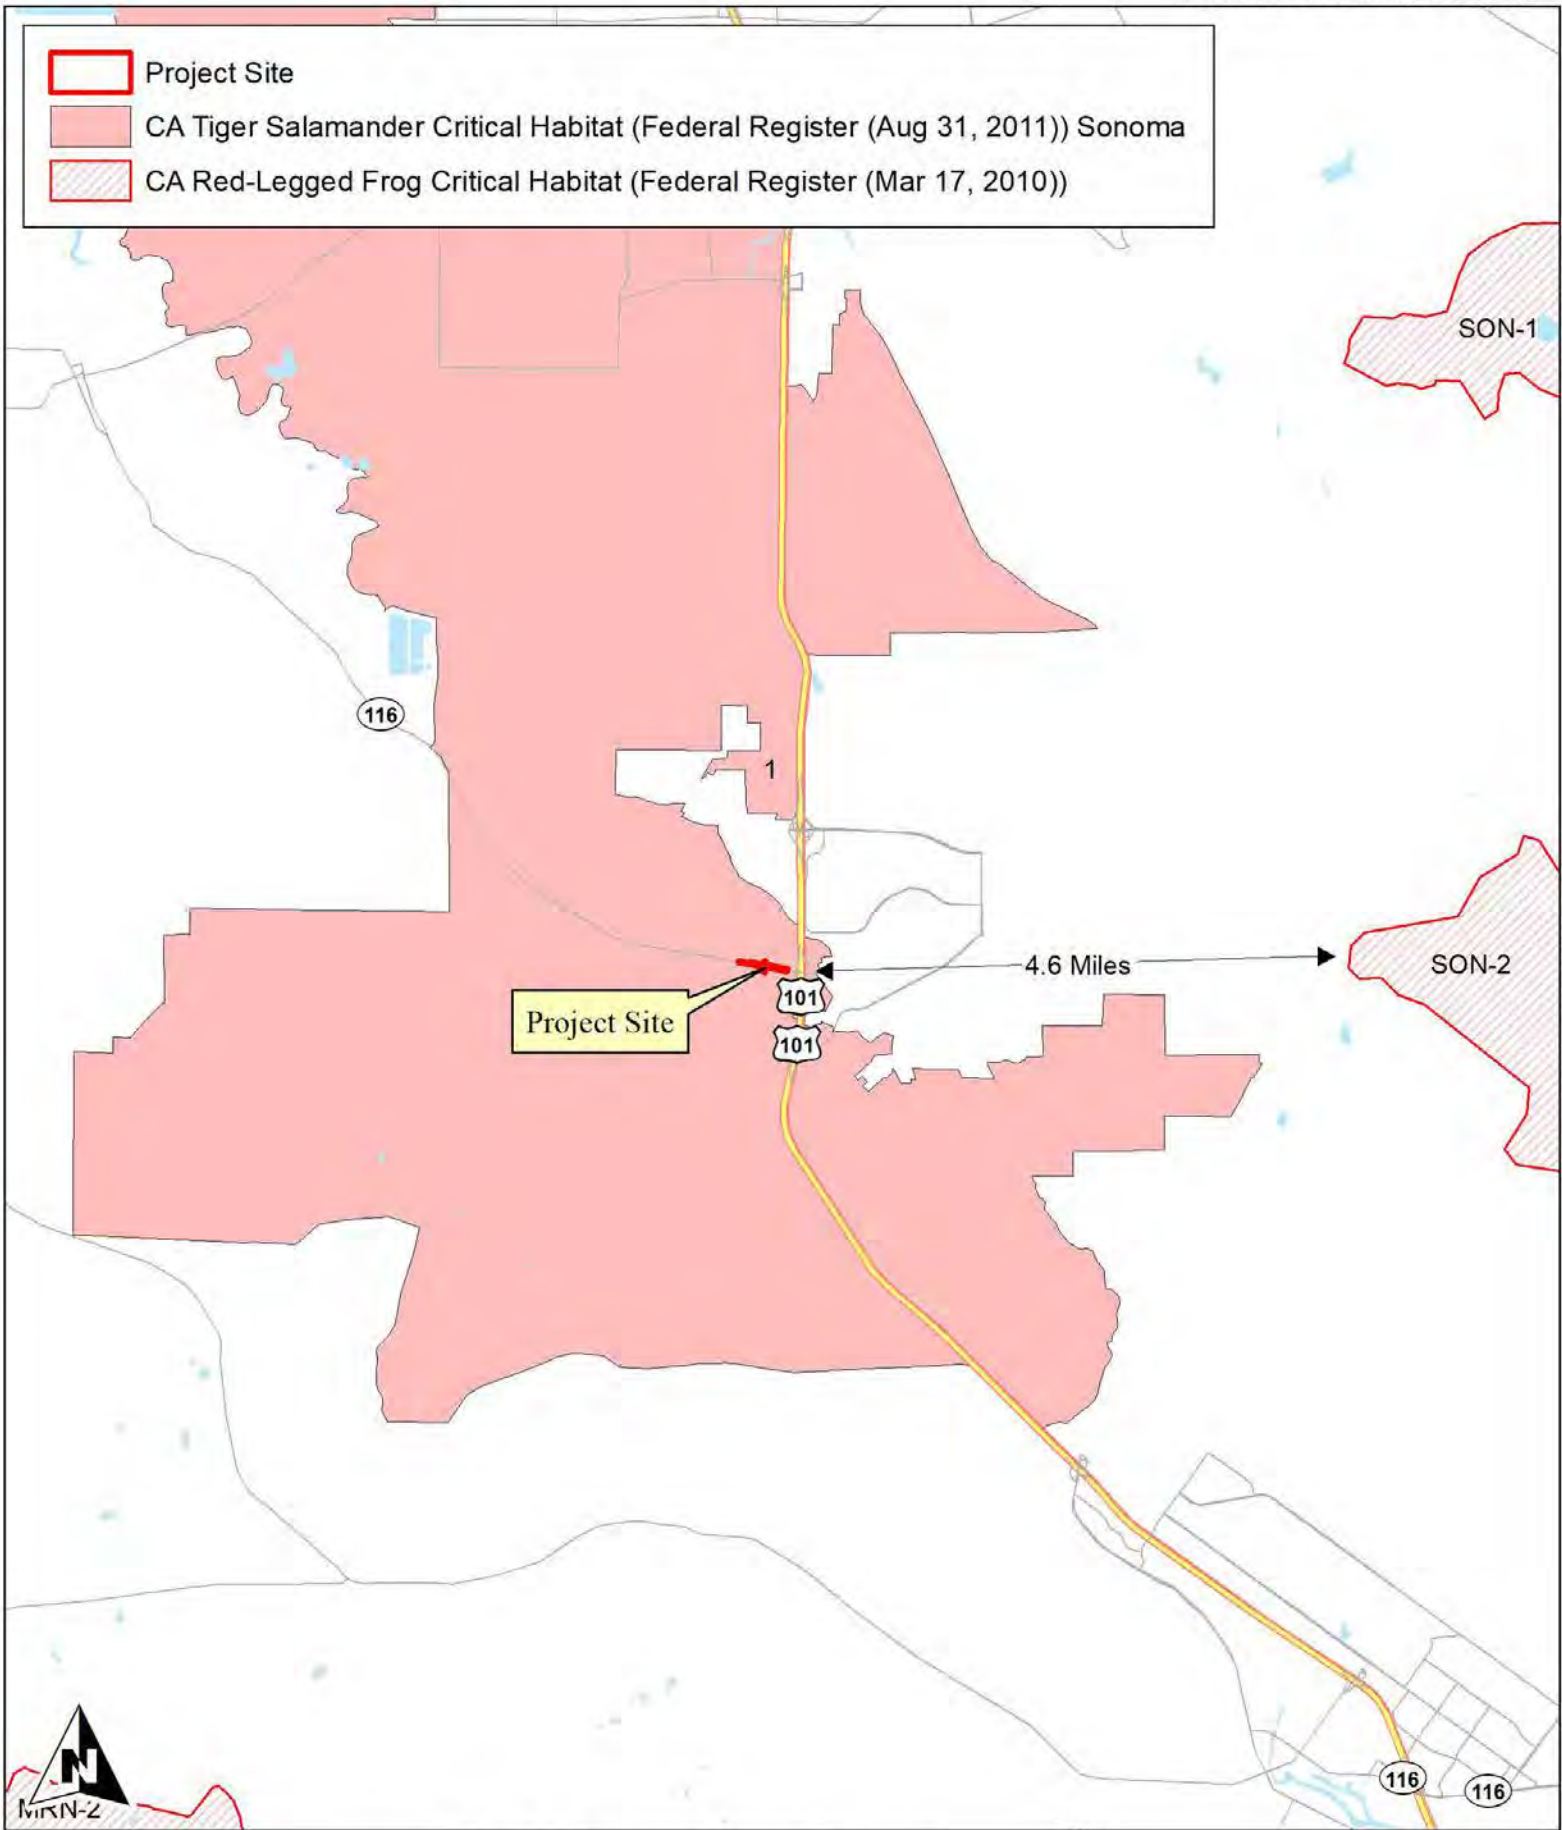 Project Site
CA Tiger Salamander Critical Habitat (Federal Register (Aug 31, 2011)) Sonoma
CA Red-Legged Frog Critical Habitat (Federal Register (Mar 17, 2010))
SON-1
116
1
4.6 Miles
SON-2
101
Project Site
101
116
116
N
MRN-2